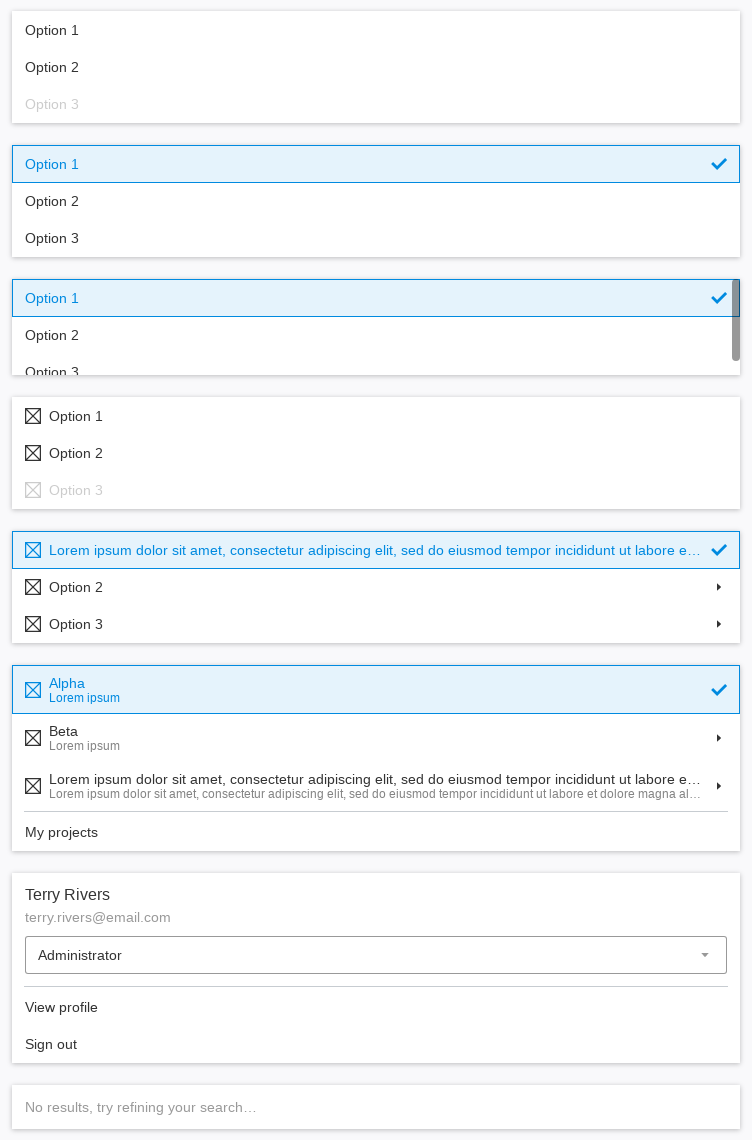 Option 1
Option 2
Option 3
Option 1
Option 2
Option 3
Option 1
Option 2
Option 3
Option 1
Option 2
Option 3
Lorem ipsum dolor sit amet, consectetur adipiscing elit, sed do eiusmod tempor incididunt ut labore e…
Option 2
Option 3
Alpha
Lorem ipsum
Beta
Lorem ipsum
Lorem ipsum dolor sit amet, consectetur adipiscing elit, sed do eiusmod tempor incididunt ut labore e…
Lorem ipsum dolor sit amet, consectetur adipiscing elit, sed do eiusmod tempor incididunt ut labore et dolore magna al…
My projects
Terry Rivers
terry.rivers@email.com
Administrator
View profile
Sign out
No results, try refining your search…